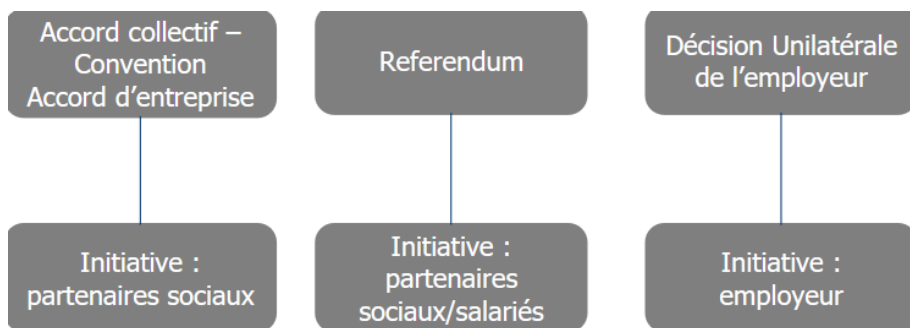 Accord collectif –
Convention
Accord d’entreprise
Referendum
Décision Unilatérale
de l’employeur
Initiative :
partenaires sociaux
Initiative :
partenaires
sociaux/salariés
Initiative :
employeur